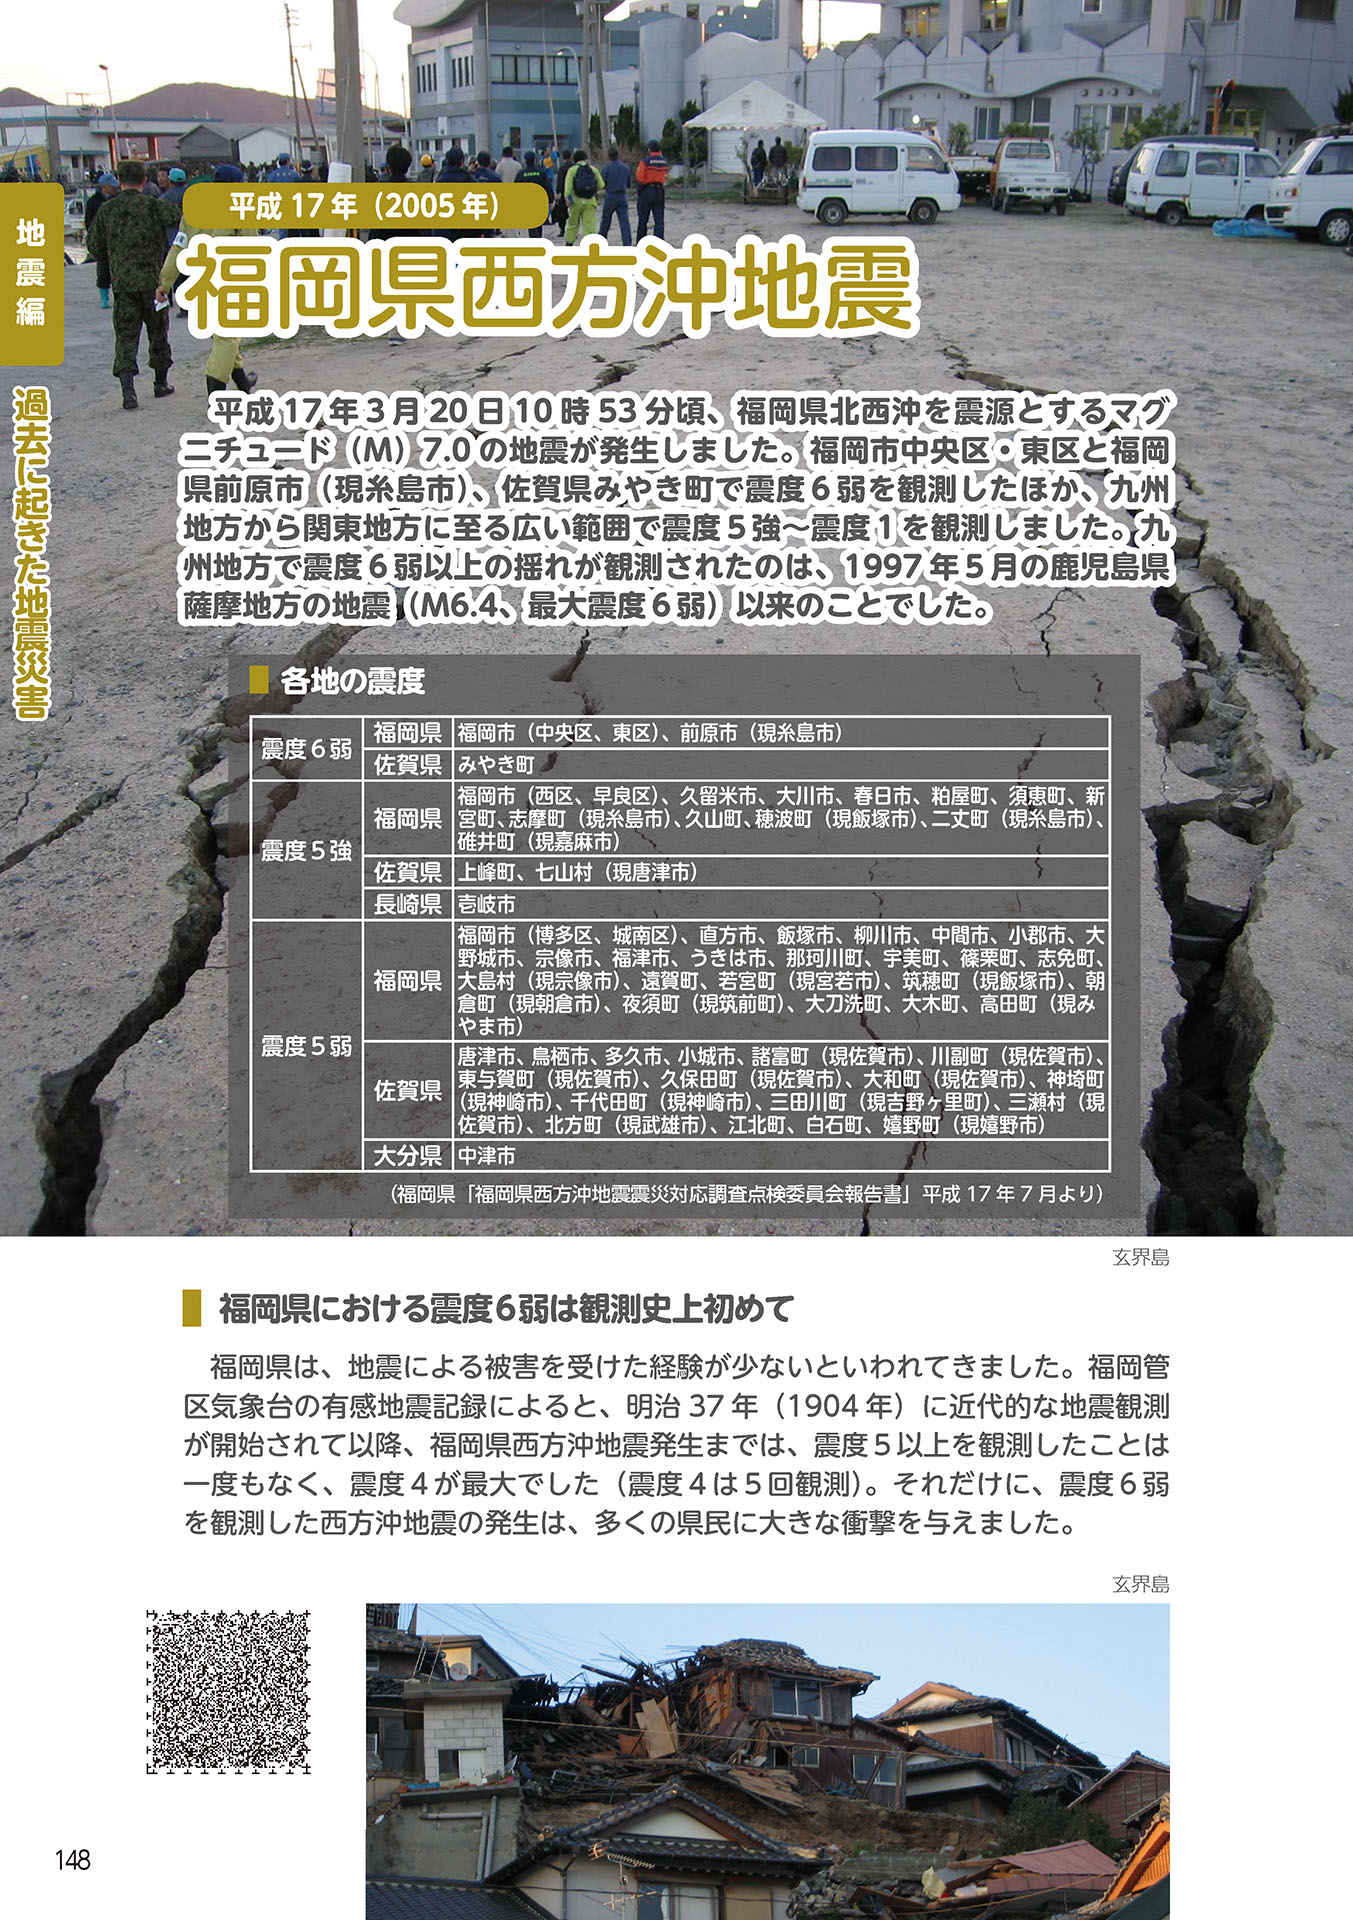 地震編
過去に起きた地震災害
平成 17 年（2005 年）
福岡県西方沖地震
平成 17 年 3 月 20 日 10 時 53 分頃、福岡県北西沖を震源とするマグ
ニチュード（M）7.0 の地震が発生しました。福岡市中央区・東区と福岡
県前原市（現糸島市）、佐賀県みやき町で震度６弱を観測したほか、九州
地方から関東地方に至る広い範囲で震度５強～震度１を観測しました。九
州地方で震度６弱以上の揺れが観測されたのは、1997 年５月の鹿児島県
薩摩地方の地震（M6.4、最大震度６弱）以来のことでした。
各地の震度
震度６弱
福岡県
福岡市（中央区、東区）、前原市（現糸島市）
佐賀県
みやき町
震度５強
福岡県
福岡市（西区、早良区）、久留米市、大川市、春日市、粕屋町、須恵町、新
宮町、志摩町（現糸島市）、久山町、穂波町（現飯塚市）、二丈町（現糸島市）、
碓井町（現嘉麻市）
佐賀県
上峰町、七山村（現唐津市）
長崎県
壱岐市
震度５弱
福岡県
福岡市（博多区、城南区）、直方市、飯塚市、柳川市、中間市、小郡市、大
野城市、宗像市、福津市、うきは市、那珂川町、宇美町、篠栗町、志免町、
大島村（現宗像市）、遠賀町、若宮町（現宮若市）、筑穂町（現飯塚市）、朝
倉町（現朝倉市）、夜須町（現筑前町）、大刀洗町、大木町、高田町（現み
やま市）
佐賀県
唐津市、鳥栖市、多久市、小城市、諸富町（現佐賀市）、川副町（現佐賀市）、
東与賀町（現佐賀市）、久保田町（現佐賀市）、大和町（現佐賀市）、神埼町
（現神崎市）、千代田町（現神崎市）、三田川町（現吉野ヶ里町）、三瀬村（現
佐賀市）、北方町（現武雄市）、江北町、白石町、嬉野町（現嬉野市）
大分県
中津市
（福岡県「福岡県西方沖地震震災対応調査点検委員会報告書」平成 17 年 7 月より）
玄界島
福岡県における震度６弱は観測史上初めて
福岡県は、地震による被害を受けた経験が少ないといわれてきました。福岡管
区気象台の有感地震記録によると、明治 37 年（1904 年）に近代的な地震観測
が開始されて以降、福岡県西方沖地震発生までは、震度５以上を観測したことは
一度もなく、震度４が最大でした（震度４は５回観測）。それだけに、震度６弱
を観測した西方沖地震の発生は、多くの県民に大きな衝撃を与えました。
玄界島
148